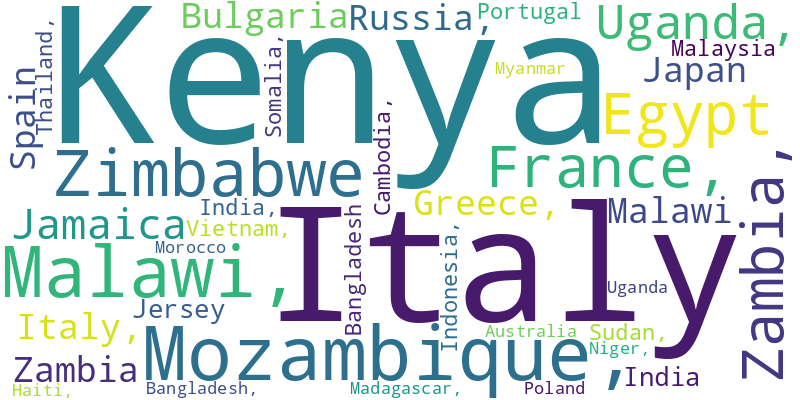 Bulgaria
Russia,
Portugal
Uganda,
Kenya
Thailand,
Spain
Somalia,
Malaysia
Myanmar
Japan
Egypt
Cambodia,
Zimbabwe
France,
Zambia,
India,
Greece,
Malawi
Jamaica
Vietnam,
Bangladesh
Italy
Morocco
Indonesia,
Malawi,
Uganda
Jersey
Italy,
Mozambique,
Australia
Sudan,
Niger,
Zambia
India
Haiti,
Bangladesh,
Madagascar,
Poland